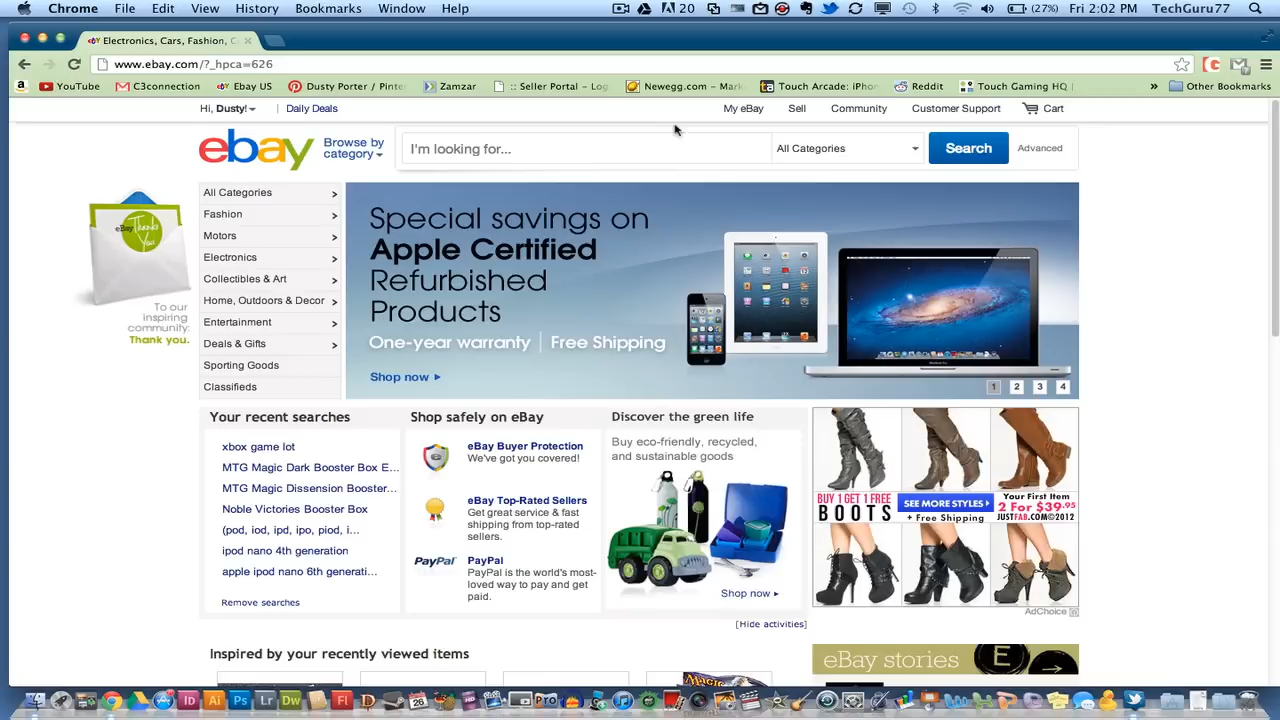 Chrome File Edit View History Bookmarks Window Help 20 (27%) Fri 2:02 PM TechGuru77
Electronics, Cars, Fashion, C
www.ebay.com/?_hpca=626
YouTube C3connection Ebay US Dusty Porter / Pinte Zamzar :: Seller Portal - Log Newegg.com - Mark Touch Arcade: iPho Reddit Touch Gaming HQ | » Other Bookmarks
Hi, Dusty! Daily Deals My eBay Sell Community Customer Support Cart
ebay Browse by category I'm looking for... All Categories Search Advanced
eBay Thank You
To our
inspiring
community:
Thank you.
All Categories
Fashion
Motors
Electronics
Collectibles & Art
Home, Outdoors & Decor
Entertainment
Deals & Gifts
Sporting Goods
Classifieds
Special savings on
Apple Certified
Refurbished
Products
One-year warranty | Free Shipping
Shop now
1 2 3 4
Your recent searches
xbox game lot
MTG Magic Dark Booster Box E...
MTG Magic Dissension Booster...
Noble Victories Booster Box
(pod, iod, ipd, ipo, piod, i...
ipod nano 4th generation
apple ipod nano 6th generati...
Remove searches
Shop safely on eBay
eBay Buyer Protection
We've got you covered!
eBay Top-Rated Sellers
Get great service & fast
shipping from top-rated
sellers.
PayPal
PayPal
PayPal is the world's most-
loved way to pay and get
paid.
Discover the green life
Buy eco-friendly, recycled,
and sustainable goods
Shop now
[Hide activities]
BUY 1 GET 1 FREE
BOOTS
SEE MORE STYLES
+ Free Shipping
Your First Item
2 For $39.95
JUSTFAB.COM©2012
AdChoice
Inspired by your recently viewed items
eBay stories
E
Id Ai Ps Lr Dw Fl D 26 HD PRO